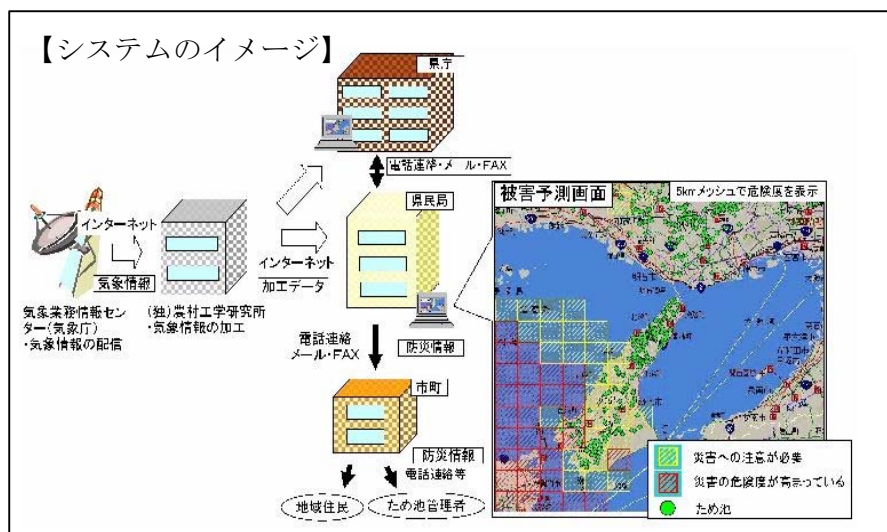 【システムのイメージ】
県庁
電話連絡・メール・FAX
県民局
インターネット
気象情報
インターネット
加工データ
気象業務情報セン
ター(気象庁)
・気象情報の配信
(独)農村工学研究所
・気象情報の加工
電話連絡
メール・FAX
防災情報
市町
防災情報
電話連絡等
地域住民
ため池管理者
被害予測画面
5kmメッシュで危険度を表示
災害への注意が必要
災害の危険度が高まっている
ため池